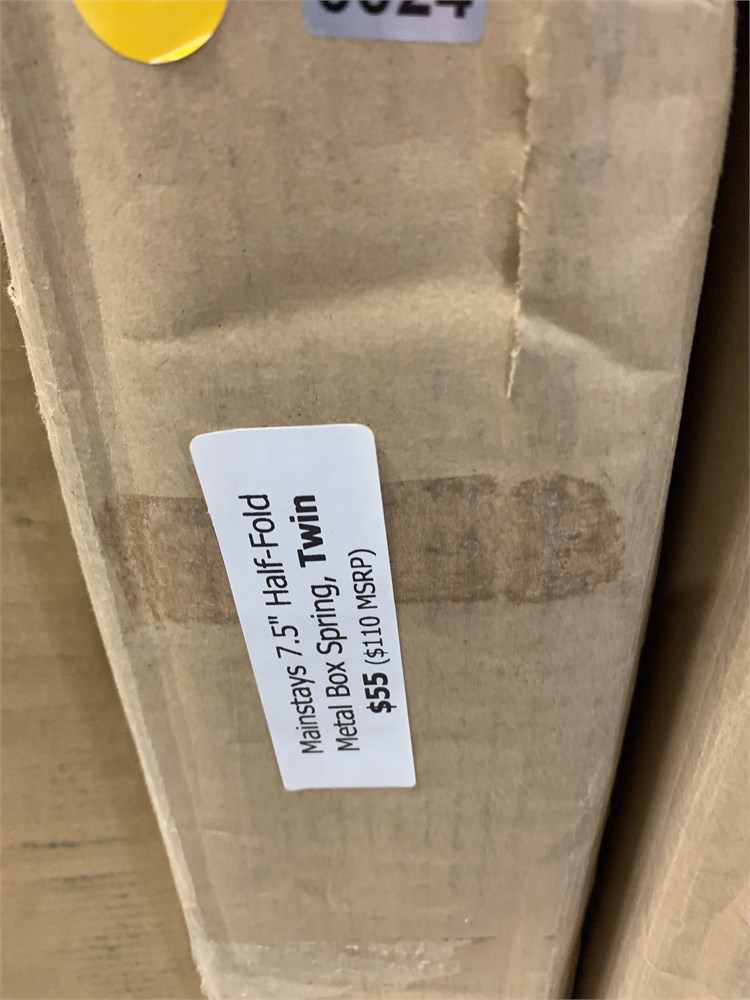 Mainstays 7.5" Half-Fold
Metal Box Spring, Twin
$55 ($110 MSRP)